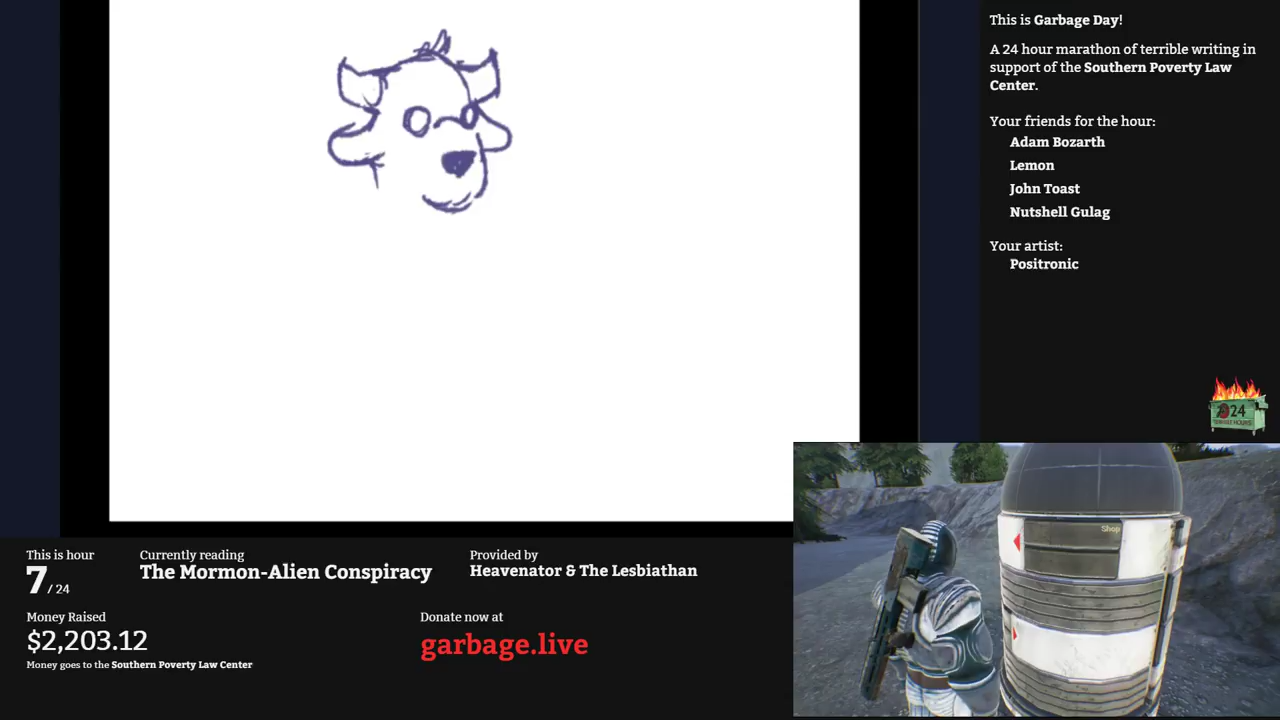 This is Garbage Day!
A 24 hour marathon of terrible writing in
support of the Southern Poverty Law
Center.
Your friends for the hour:
Adam Bozarth
Lemon
John Toast
Nutshell Gulag
Your artist:
Positronic
Shop
This is hour
7 / 24
Currently reading
The Mormon-Alien Conspiracy
Provided by
Heavenator & The Lesbiathan
Money Raised
$2,203.12
Money goes to the Southern Poverty Law Center
Donate now at
garbage.live